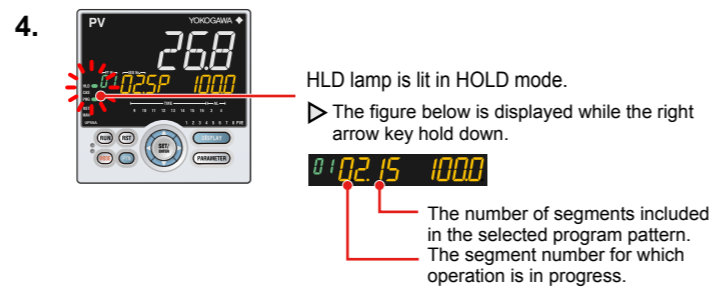 4.
PV YOKOGAWA
26.8
01 02.SP 100.0
HLD
RUN RST DISPLAY
SET/
ENTER
PARAMETER
HLD lamp is lit in HOLD mode.
The figure below is displayed while the right
arrow key hold down.
01 02.15 100.0
The number of segments included
in the selected program pattern.
The segment number for which
operation is in progress.